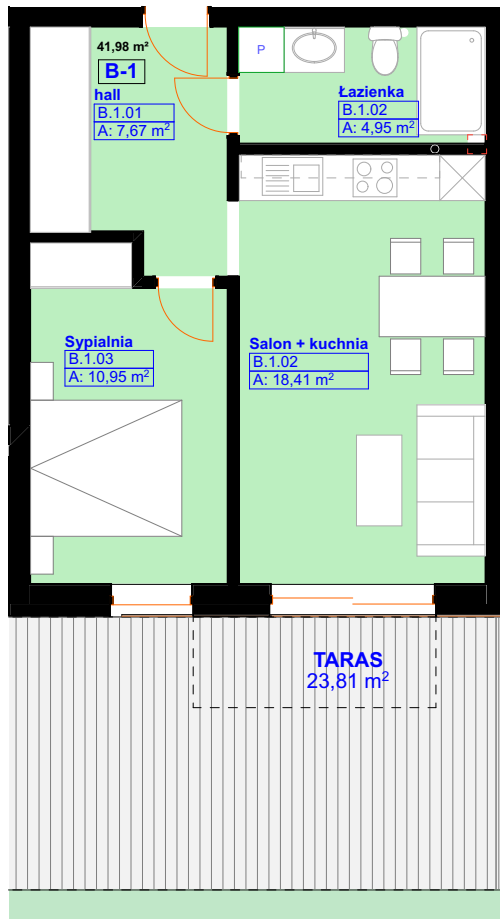 41,98 m²
B-1
hall
B.1.01
A: 7,67 m²
P
Łazienka
B.1.02
A: 4,95 m²
Sypialnia
B.1.03
A: 10,95 m²
Salon + kuchnia
B.1.02
A: 18,41 m²
TARAS
23,81 m²